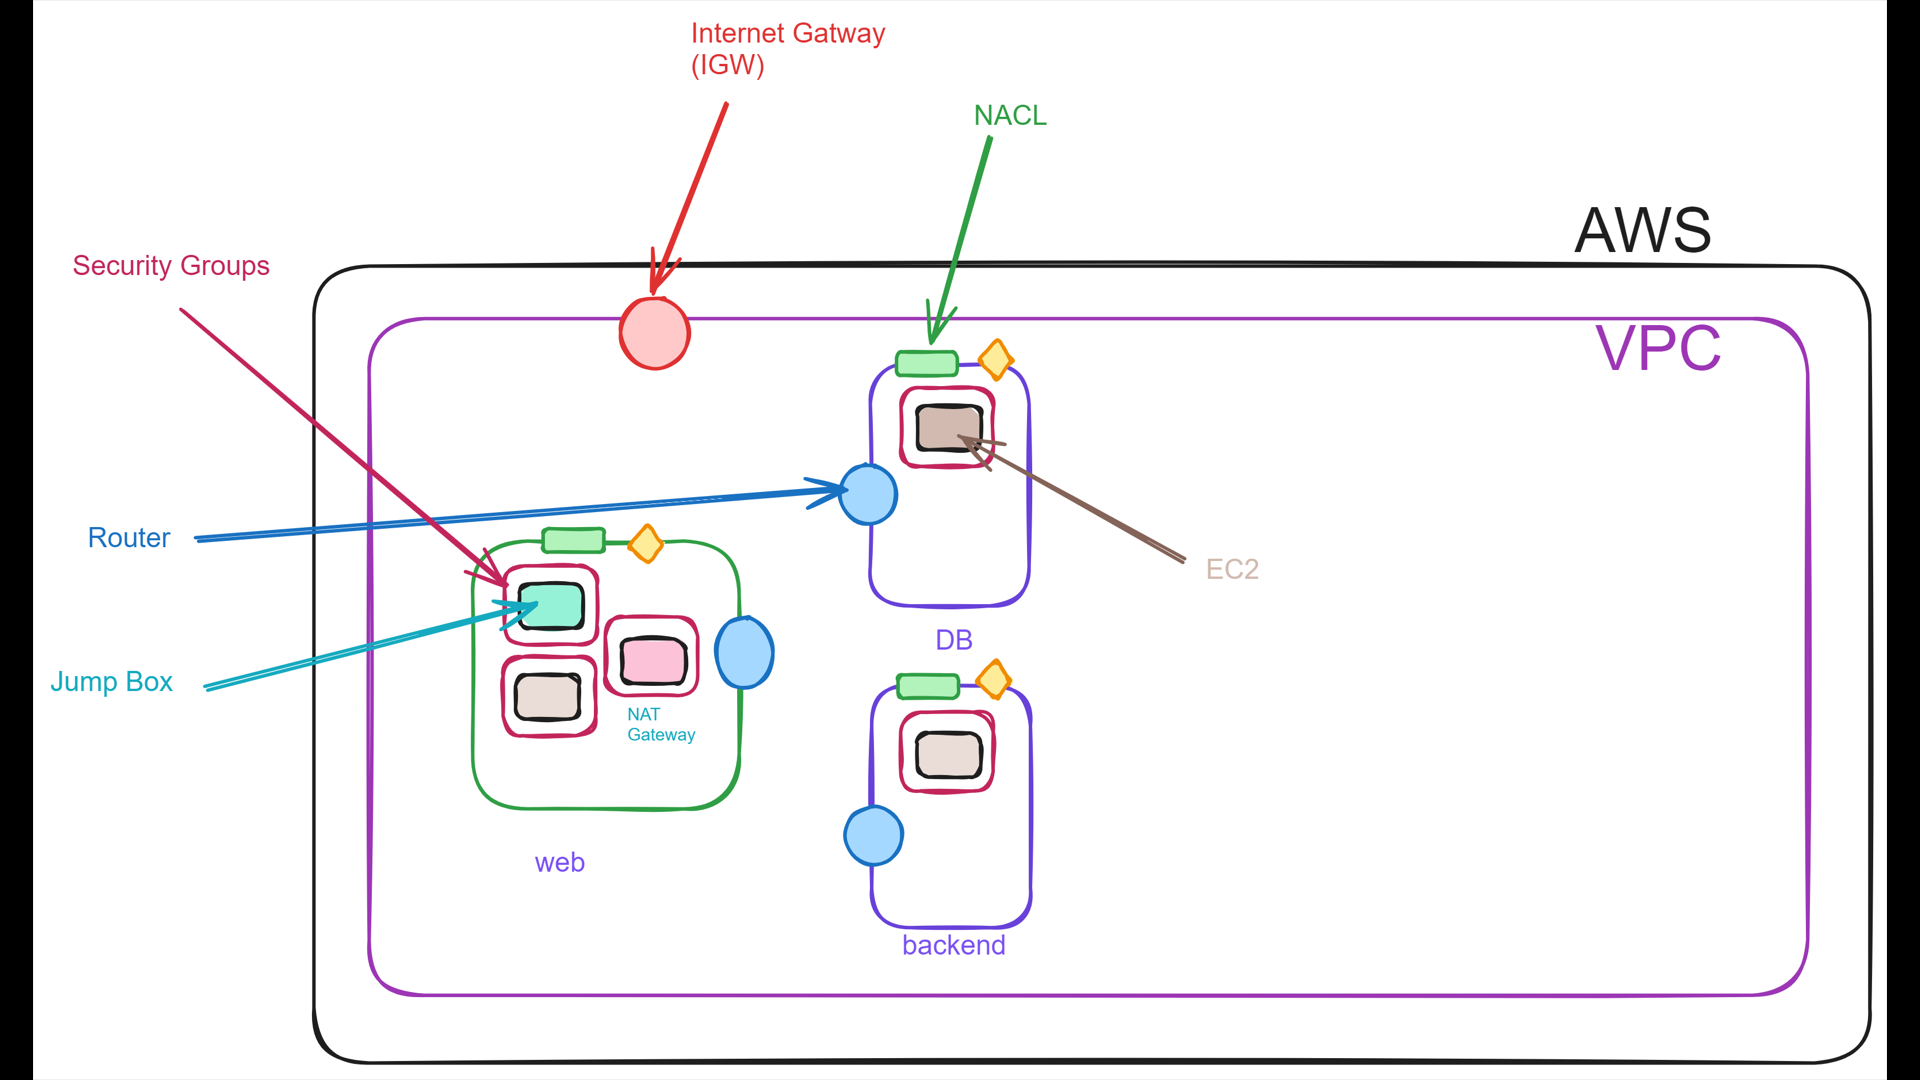 Internet Gatway
(IGW)
NACL
AWS
Security Groups
VPC
Router
EC2
DB
Jump Box
NAT
Gateway
web
backend